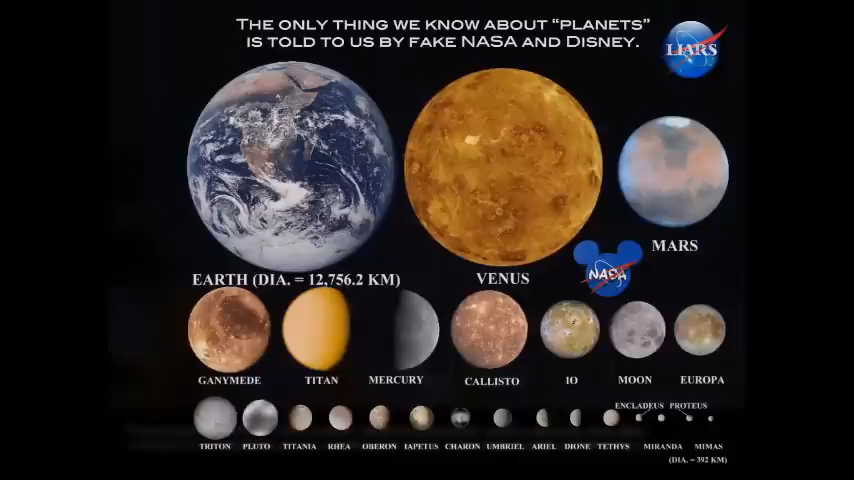 The only thing we know about “planets”
is told to us by fake NASA and Disney.
LIARS
EARTH (DIA. = 12,756.2 KM)
VENUS
MARS
NASA
GANYMEDE
TITAN
MERCURY
CALLISTO
IO
MOON
EUROPA
ENCLADEUS
PROTEUS
TRITON
PLUTO
TITANIA
RHEA
OBERON
IAPETUS
CHARON
UMBRIEL
ARIEL
DIONE
TETHYS
MIRANDA
MIMAS
(DIA. = 392 KM)